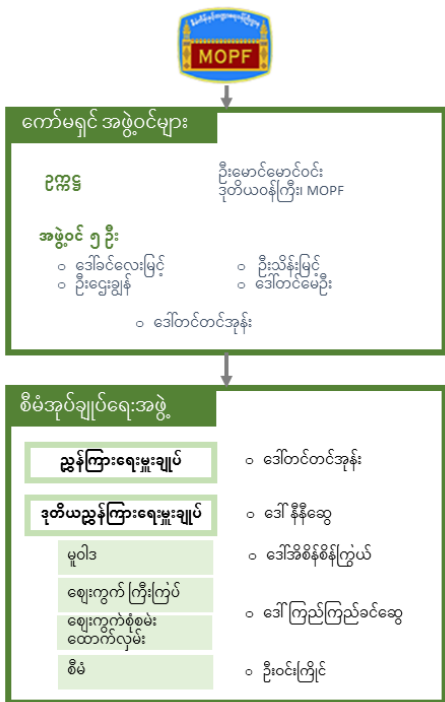 MOPF
ကော်မရှင် အဖွဲ့ဝင်များ
ဥက္ကဋ္ဌ
ဦးမောင်မောင်ဝင်း
ဒုတိယဝန်ကြီး၊ MOPF
အဖွဲ့ဝင် ၅ ဦး
o ဒေါ်ခင်လေးမြင့်
o ဦးဌေးချွန်
o ဦးသိန်းမြင့်
o ဒေါ်တင်မေဦး
o ဒေါ်တင်တင်အုန်း
စီမံအုပ်ချုပ်ရေးအဖွဲ့
ညွှန်ကြားရေးမှူးချုပ်
o ဒေါ်တင်တင်အုန်း
ဒုတိယညွှန်ကြားရေးမှူးချုပ်
o ဒေါ် နီနီဆွေ
မူဝါဒ
o ဒေါ်အိစိန်စိန်ကြွယ်
ဈေးကွက် ကြီးကြပ်
ဈေးကွက်စုံစမ်း
ထောက်လှမ်း
o ဒေါ် ကြည်ကြည်ခင်ဆွေ
စီမံ
o ဦးဝင်းကြိုင်